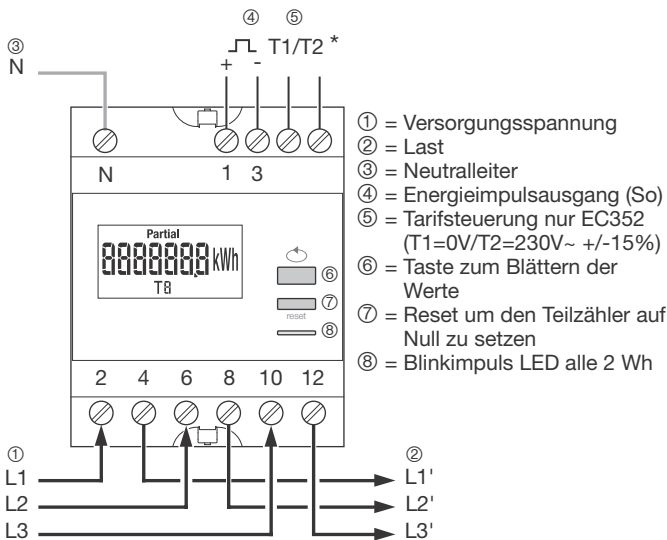 ④ ⑤
T1/T2 *
+ -
③
N
N 1 3
Partial
8888888 kWh
T8
⑥
⑦
reset
⑧
2 4 6 8 10 12
① ②
L1 L1'
L2 L2'
L3 L3'
① = Versorgungsspannung
② = Last
③ = Neutralleiter
④ = Energieimpulsausgang (So)
⑤ = Tarifsteuerung nur EC352
(T1=0V/T2=230V~ +/-15%)
⑥ = Taste zum Blättern der
Werte
⑦ = Reset um den Teilzähler auf
Null zu setzen
⑧ = Blinkimpuls LED alle 2 Wh